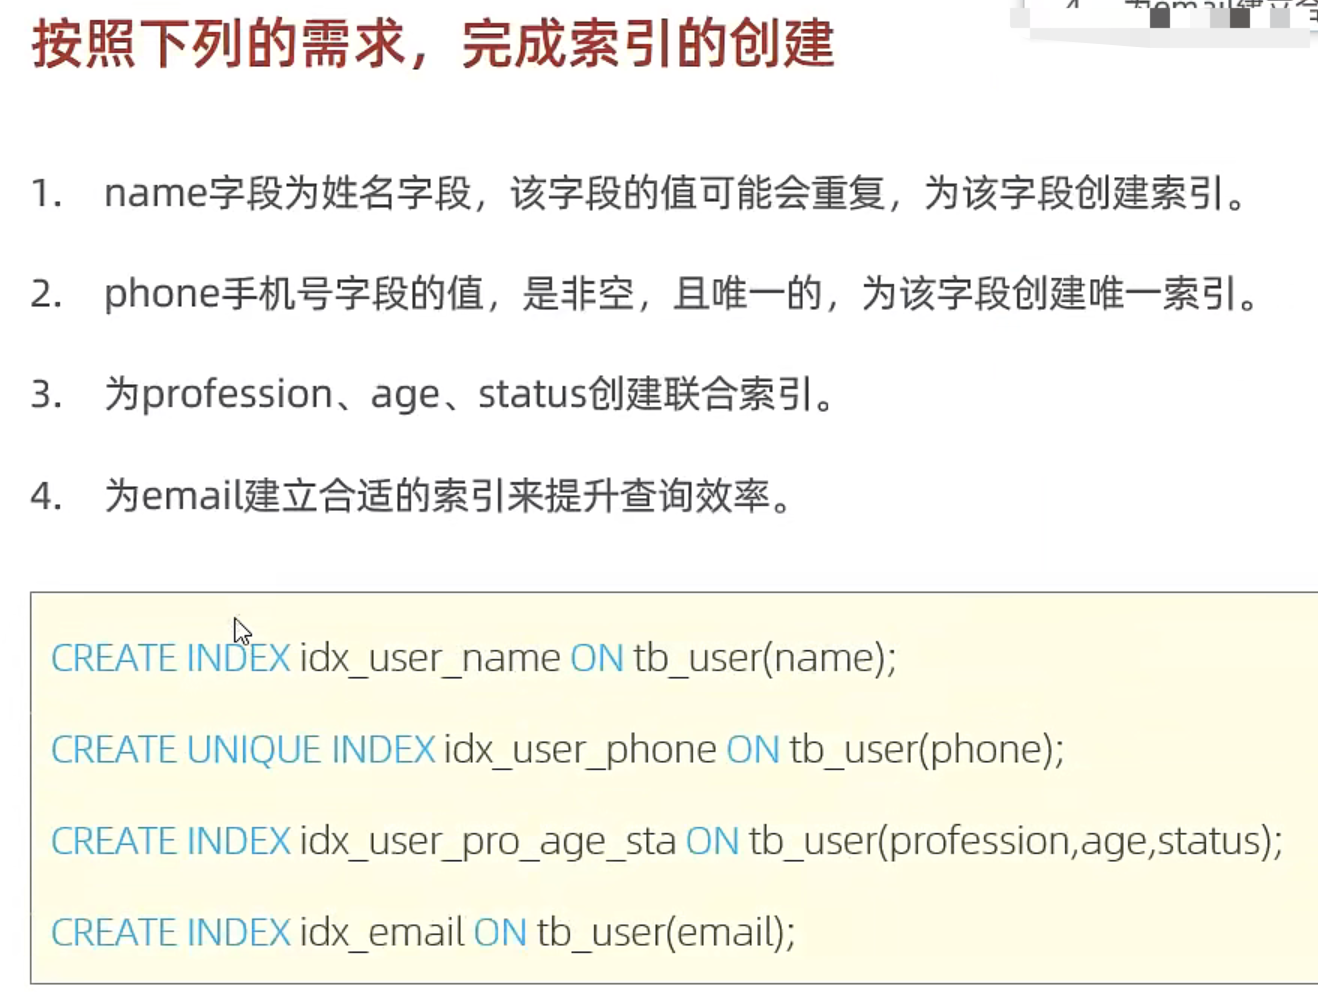 按照下列的需求，完成索引的创建
1. name字段为姓名字段，该字段的值可能会重复，为该字段创建索引。
2. phone手机号字段的值，是非空，且唯一的，为该字段创建唯一索引。
3. 为profession、age、status创建联合索引。
4. 为email建立合适的索引来提升查询效率。
CREATE INDEX idx_user_name ON tb_user(name);
CREATE UNIQUE INDEX idx_user_phone ON tb_user(phone);
CREATE INDEX idx_user_pro_age_sta ON tb_user(profession,age,status);
CREATE INDEX idx_email ON tb_user(email);